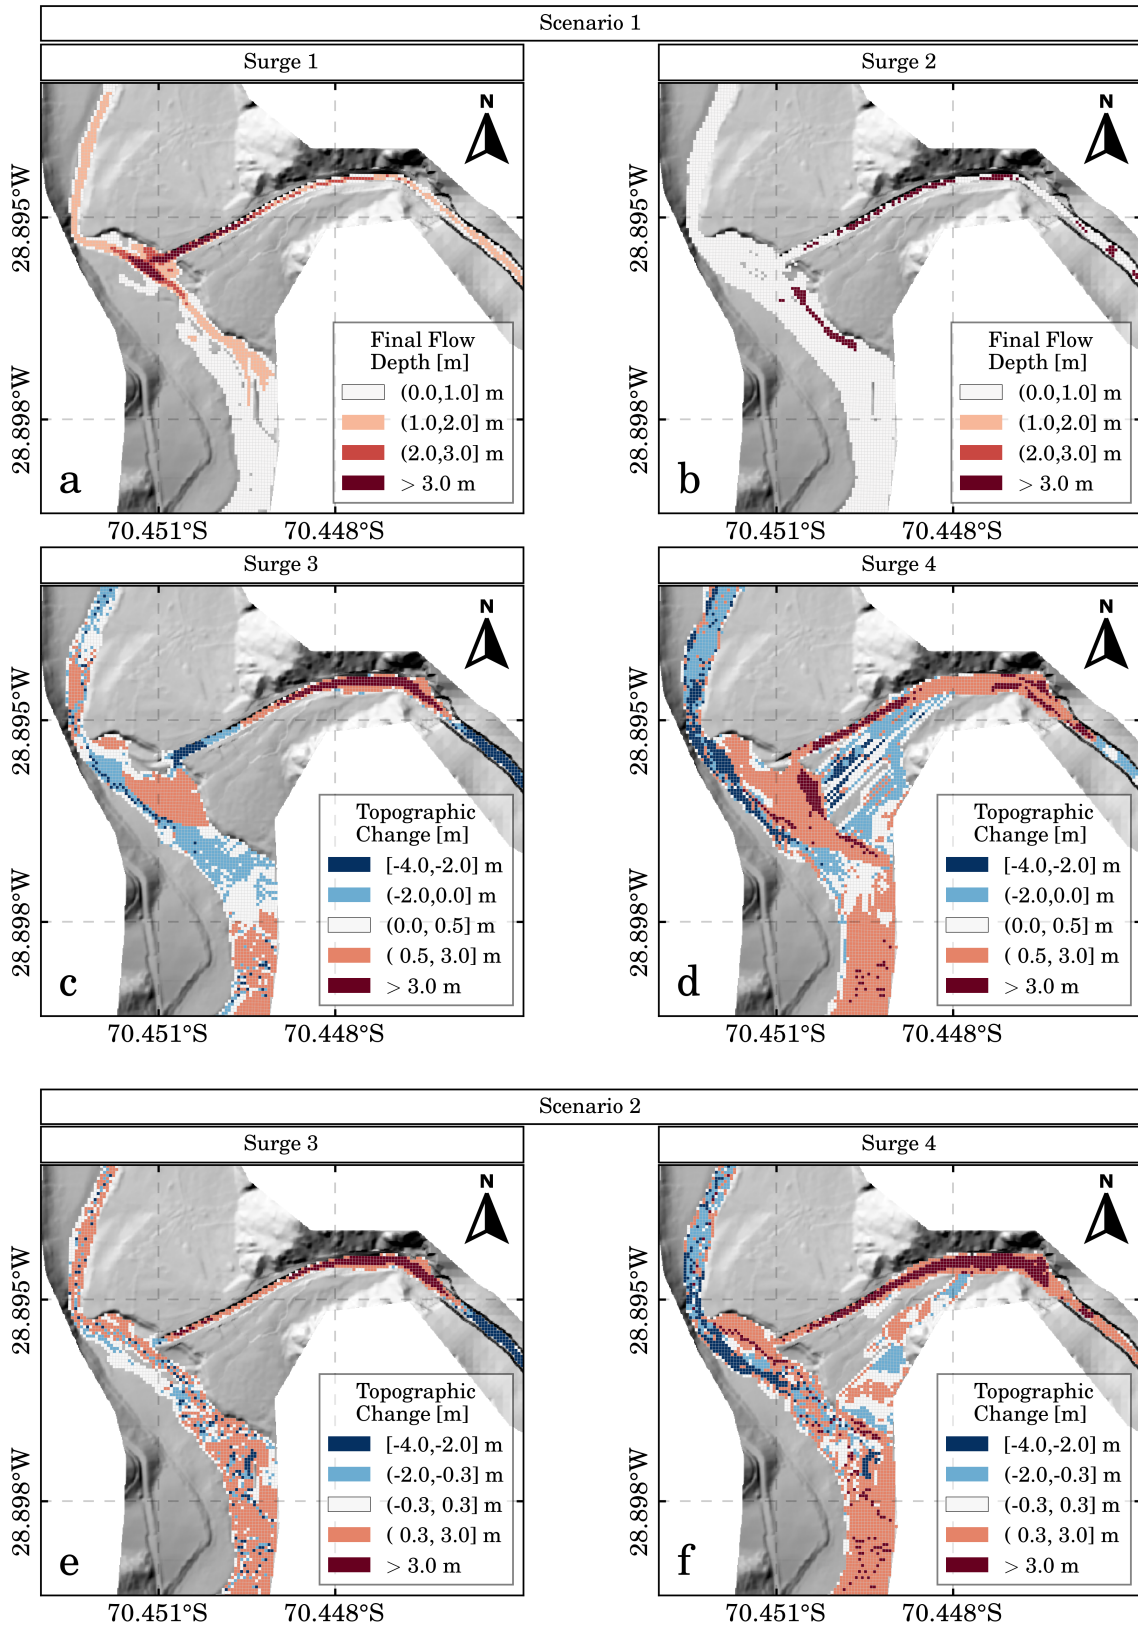 Scenario 1
Surge 1
Surge 2
N
28.895°W
28.898°W
a
Final Flow
Depth [m]
(0.0,1.0] m
(1.0,2.0] m
(2.0,3.0] m
> 3.0 m
70.451°S
70.448°S
N
28.895°W
28.898°W
b
Final Flow
Depth [m]
(0.0,1.0] m
(1.0,2.0] m
(2.0,3.0] m
> 3.0 m
70.451°S
70.448°S
Surge 3
Surge 4
N
28.895°W
28.898°W
c
Topographic
Change [m]
[-4.0,-2.0] m
(-2.0,0.0] m
(0.0, 0.5] m
( 0.5, 3.0] m
> 3.0 m
70.451°S
70.448°S
N
28.895°W
28.898°W
d
Topographic
Change [m]
[-4.0,-2.0] m
(-2.0,0.0] m
(0.0, 0.5] m
( 0.5, 3.0] m
> 3.0 m
70.451°S
70.448°S
Scenario 2
Surge 3
Surge 4
N
28.895°W
28.898°W
e
Topographic
Change [m]
[-4.0,-2.0] m
(-2.0,-0.3] m
(-0.3, 0.3] m
( 0.3, 3.0] m
> 3.0 m
70.451°S
70.448°S
N
28.895°W
28.898°W
f
Topographic
Change [m]
[-4.0,-2.0] m
(-2.0,-0.3] m
(-0.3, 0.3] m
( 0.3, 3.0] m
> 3.0 m
70.451°S
70.448°S